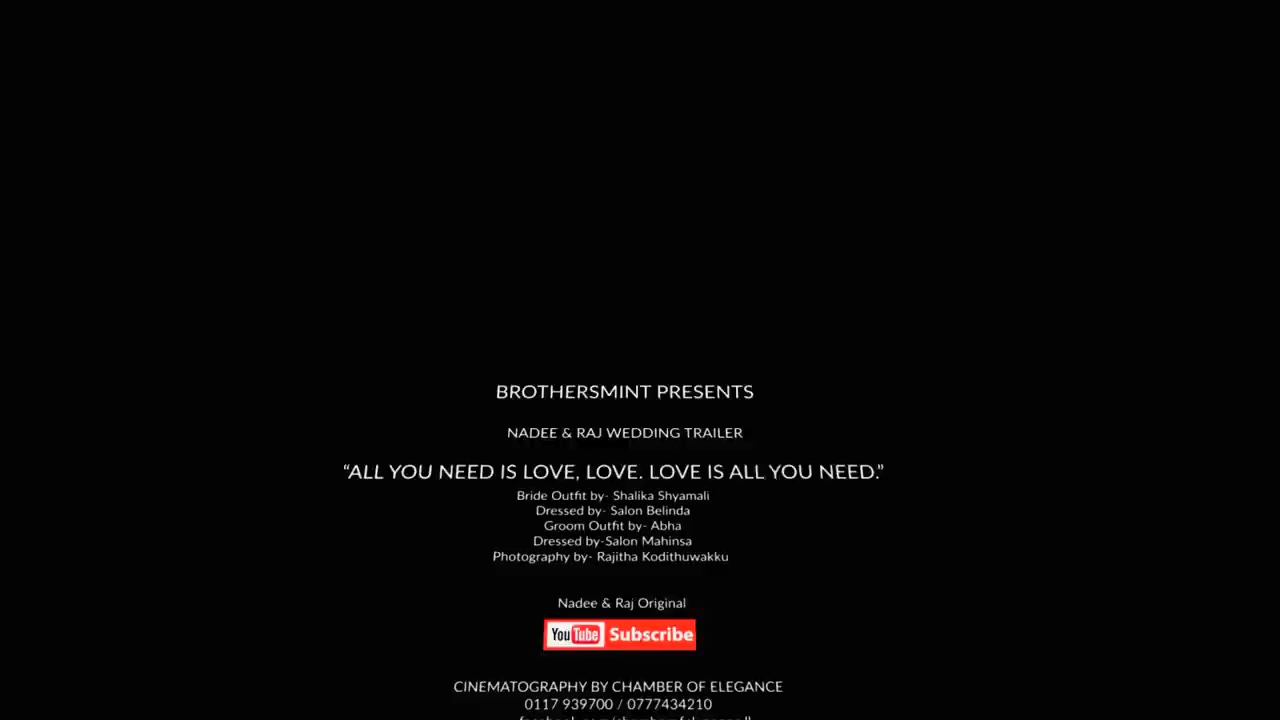 BROTHERSMINT PRESENTS
NADEE & RAJ WEDDING TRAILER
“ALL YOU NEED IS LOVE, LOVE. LOVE IS ALL YOU NEED.”
Bride Outfit by- Shalika Shyamali
Dressed by- Salon Belinda
Groom Outfit by- Abha
Dressed by-Salon Mahinsa
Photography by- Rajitha Kodithuwakku
Nadee & Raj Original
YouTube Subscribe
CINEMATOGRAPHY BY CHAMBER OF ELEGANCE
0117 939700 / 0777434210